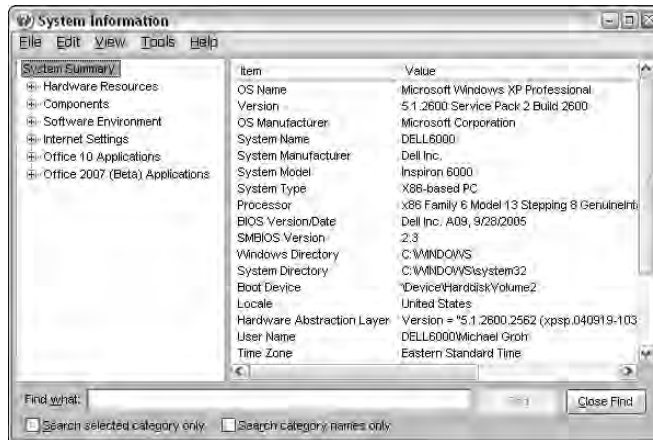 System Information
File Edit View Tools Help
System Summary
Hardware Resources
Components
Software Environment
Internet Settings
Office 10 Applications
Office 2007 (Beta) Applications
Item Value
OS Name Microsoft Windows XP Professional
Version 5.1.2600 Service Pack 2 Build 2600
OS Manufacturer Microsoft Corporation
System Name DELL6000
System Manufacturer Dell Inc.
System Model Inspiron 6000
System Type X86-based PC
Processor x86 Family 6 Model 13 Stepping 8 GenuineInt
BIOS Version/Date Dell Inc. A09, 9/28/2005
SMBIOS Version 2.3
Windows Directory C:\WINDOWS
System Directory C:\WINDOWS\system32
Boot Device \Device\HarddiskVolume2
Locale United States
Hardware Abstraction Layer Version = "5.1.2600.2562 (xpsp.040919-103
User Name DELL6000\Michael Groh
Time Zone Eastern Standard Time
Find what:
Close Find
Search selected category only
Search category names only